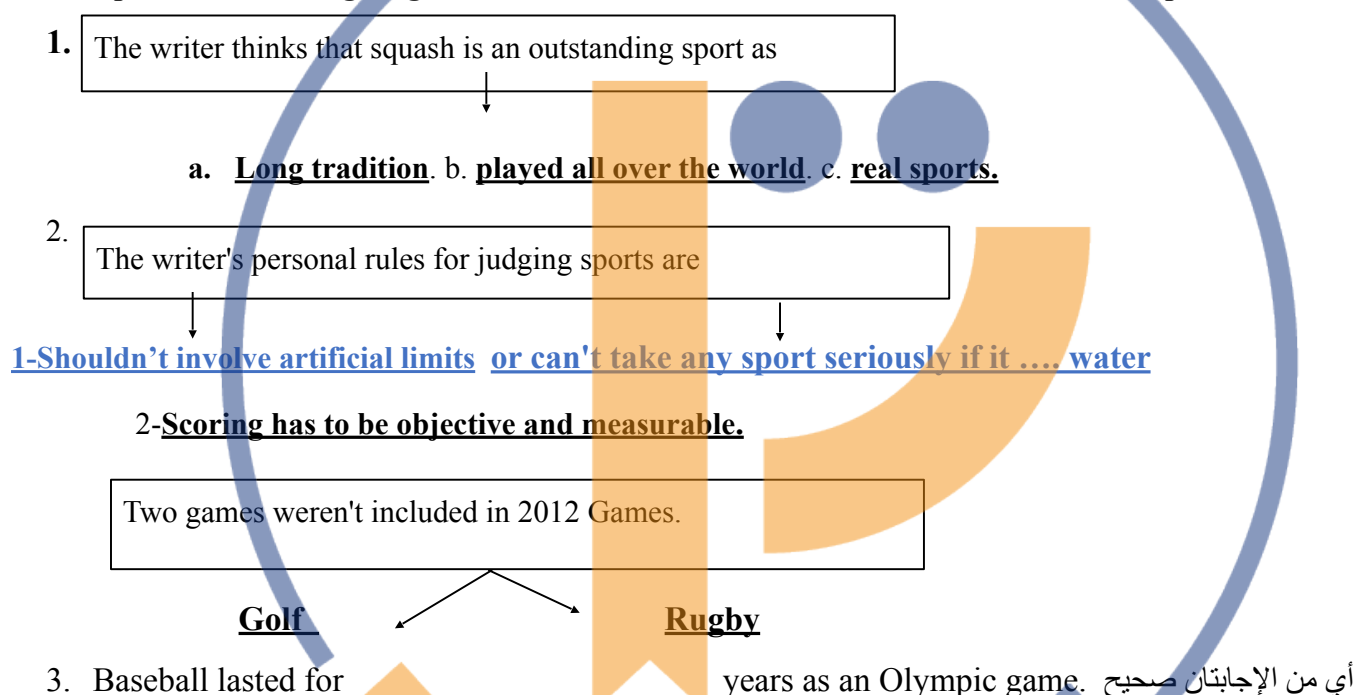 1. The writer thinks that squash is an outstanding sport as
a. Long tradition. b. played all over the world. c. real sports.
2.
The writer's personal rules for judging sports are
1-Shouldn’t involve artificial limits or can't take any sport seriously if it …. water
2-Scoring has to be objective and measurable.
Two games weren't included in 2012 Games.
Golf Rugby
3. Baseball lasted for years as an Olympic game. أي من الإجابتان صحيح